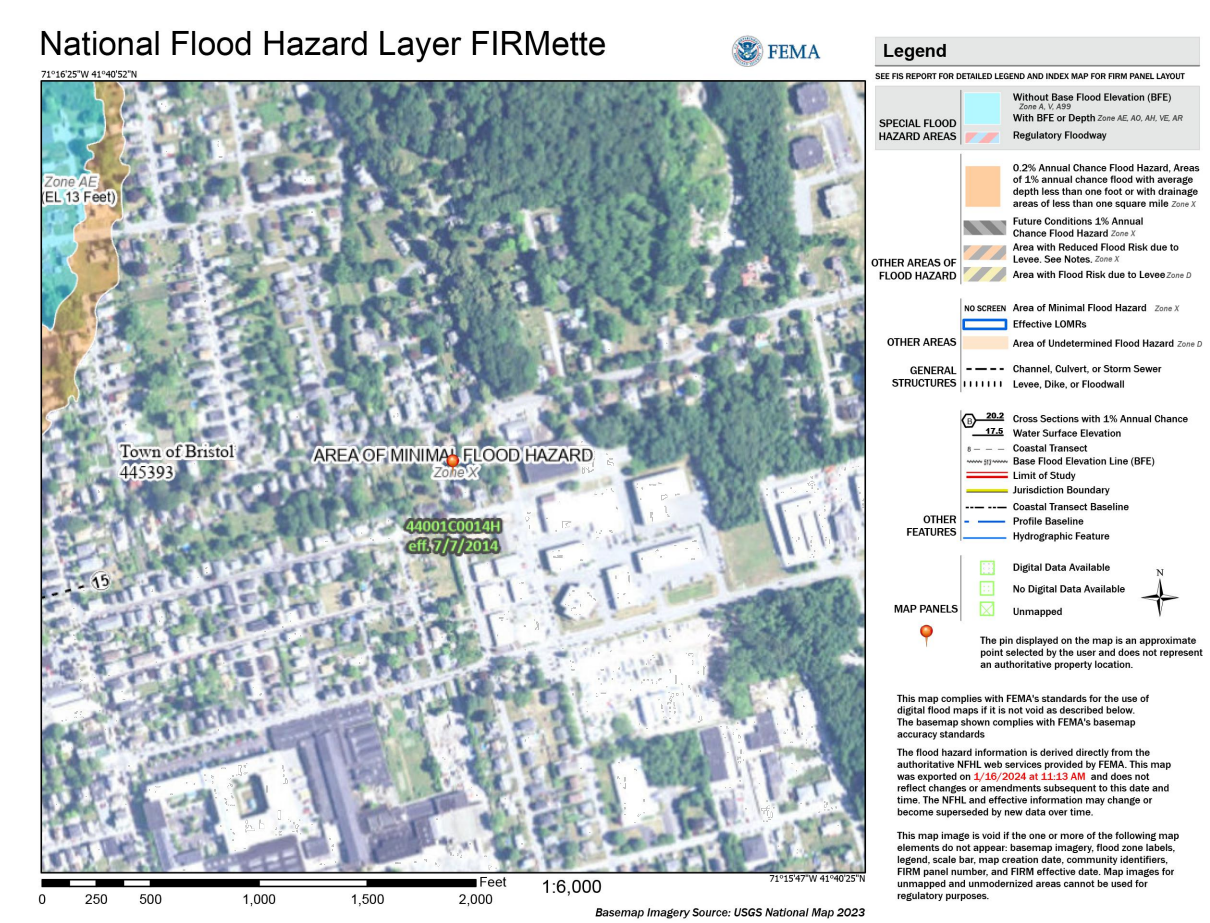 National Flood Hazard Layer FIRMette
FEMA
71°16'25"W 41°40'52"N
Zone AE
(EL 13 Feet)
Town of Bristol
445393
AREA OF MINIMAL FLOOD HAZARD
Zone X
44001C0014H
eff. 7/7/2014
15
Feet
1:6,000
71°15'47"W 41°40'25"N
0 250 500 1,000 1,500 2,000
Basemap Imagery Source: USGS National Map 2023
Legend
SEE FIS REPORT FOR DETAILED LEGEND AND INDEX MAP FOR FIRM PANEL LAYOUT
SPECIAL FLOOD
HAZARD AREAS
Without Base Flood Elevation (BFE)
Zone A, V, A99
With BFE or Depth Zone AE, AO, AH, VE, AR
Regulatory Floodway
0.2% Annual Chance Flood Hazard, Areas
of 1% annual chance flood with average
depth less than one foot or with drainage
areas of less than one square mile Zone X
Future Conditions 1% Annual
Chance Flood Hazard Zone X
Area with Reduced Flood Risk due to
Levee. See Notes. Zone X
Area with Flood Risk due to Levee Zone D
OTHER AREAS OF
FLOOD HAZARD
NO SCREEN Area of Minimal Flood Hazard Zone X
Effective LOMRs
OTHER AREAS
Area of Undetermined Flood Hazard Zone D
GENERAL
STRUCTURES
Channel, Culvert, or Storm Sewer
Levee, Dike, or Floodwall
B 20.2 Cross Sections with 1% Annual Chance
17.5 Water Surface Elevation
8 Coastal Transect
513 Base Flood Elevation Line (BFE)
Limit of Study
Jurisdiction Boundary
Coastal Transect Baseline
OTHER
FEATURES
Profile Baseline
Hydrographic Feature
Digital Data Available
No Digital Data Available
Unmapped
MAP PANELS
N
The pin displayed on the map is an approximate
point selected by the user and does not represent
an authoritative property location.
This map complies with FEMA's standards for the use of
digital flood maps if it is not void as described below.
The basemap shown complies with FEMA's basemap
accuracy standards
The flood hazard information is derived directly from the
authoritative NFHL web services provided by FEMA. This map
was exported on 1/16/2024 at 11:13 AM and does not
reflect changes or amendments subsequent to this date and
time. The NFHL and effective information may change or
become superseded by new data over time.
This map image is void if the one or more of the following map
elements do not appear: basemap imagery, flood zone labels,
legend, scale bar, map creation date, community identifiers,
FIRM panel number, and FIRM effective date. Map images for
unmapped and unmodernized areas cannot be used for
regulatory purposes.